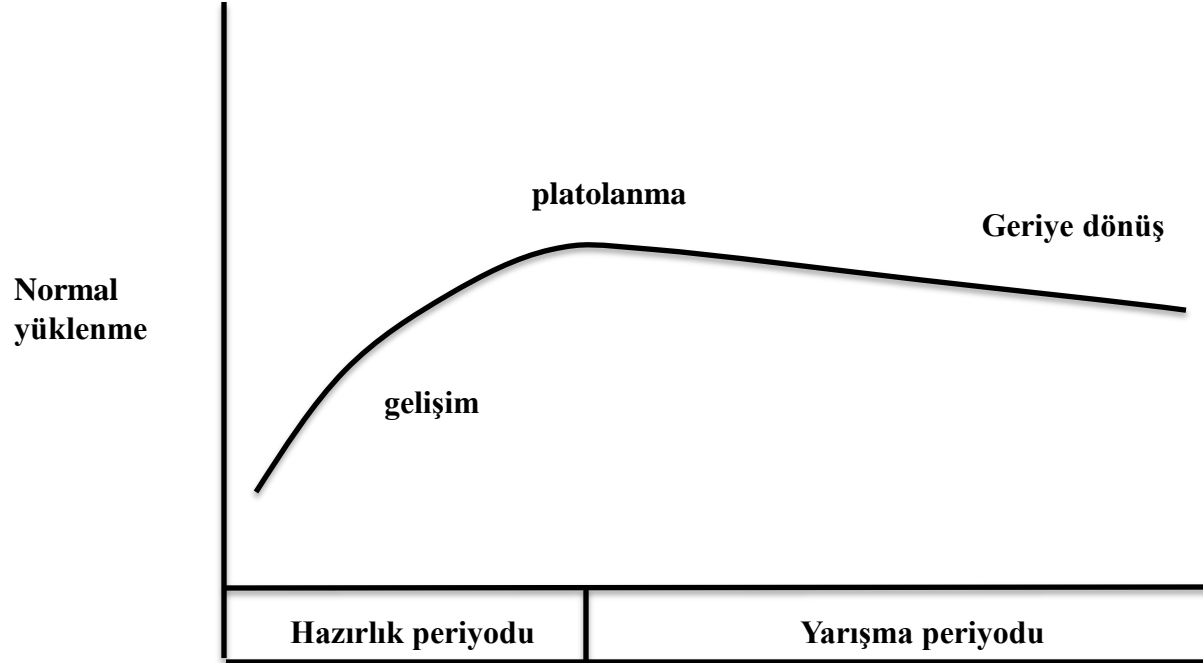 platolanma
Geriye dönüş
Normal
yüklenme
gelişim
Hazırlık periyodu
Yarışma periyodu